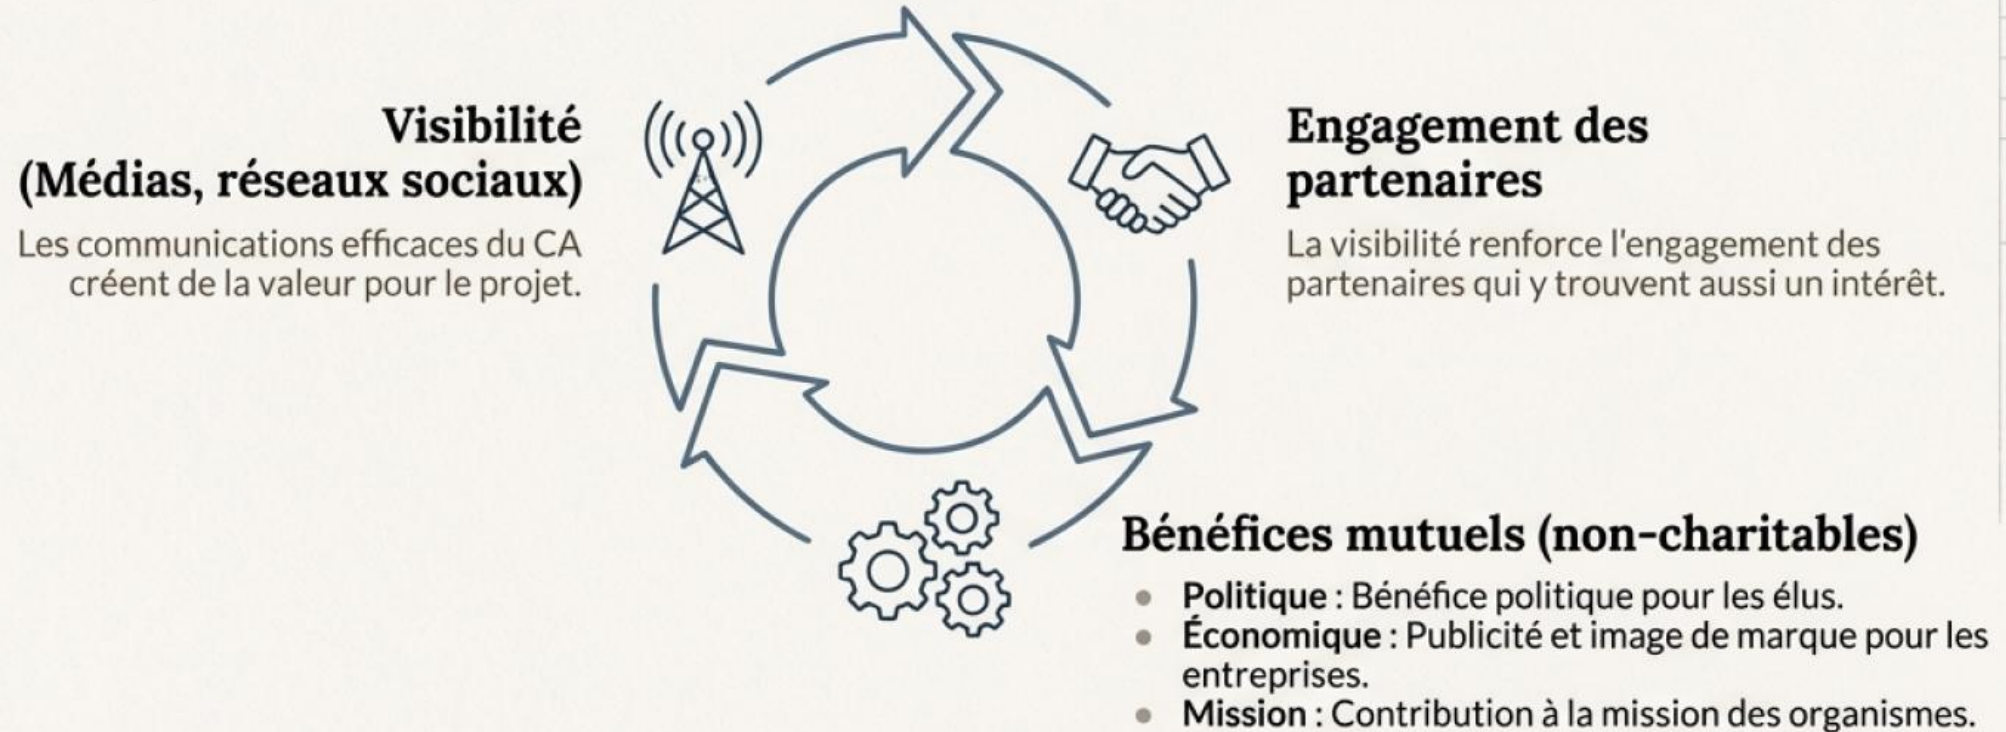 Visibilité
(Médias, réseaux sociaux)
Les communications efficaces du CA
créent de la valeur pour le projet.
Engagement des
partenaires
La visibilité renforce l'engagement des
partenaires qui y trouvent aussi un intérêt.
Bénéfices mutuels (non-charitables)
• Politique : Bénéfice politique pour les élus.
• Économique : Publicité et image de marque pour les
entreprises.
• Mission : Contribution à la mission des organismes.